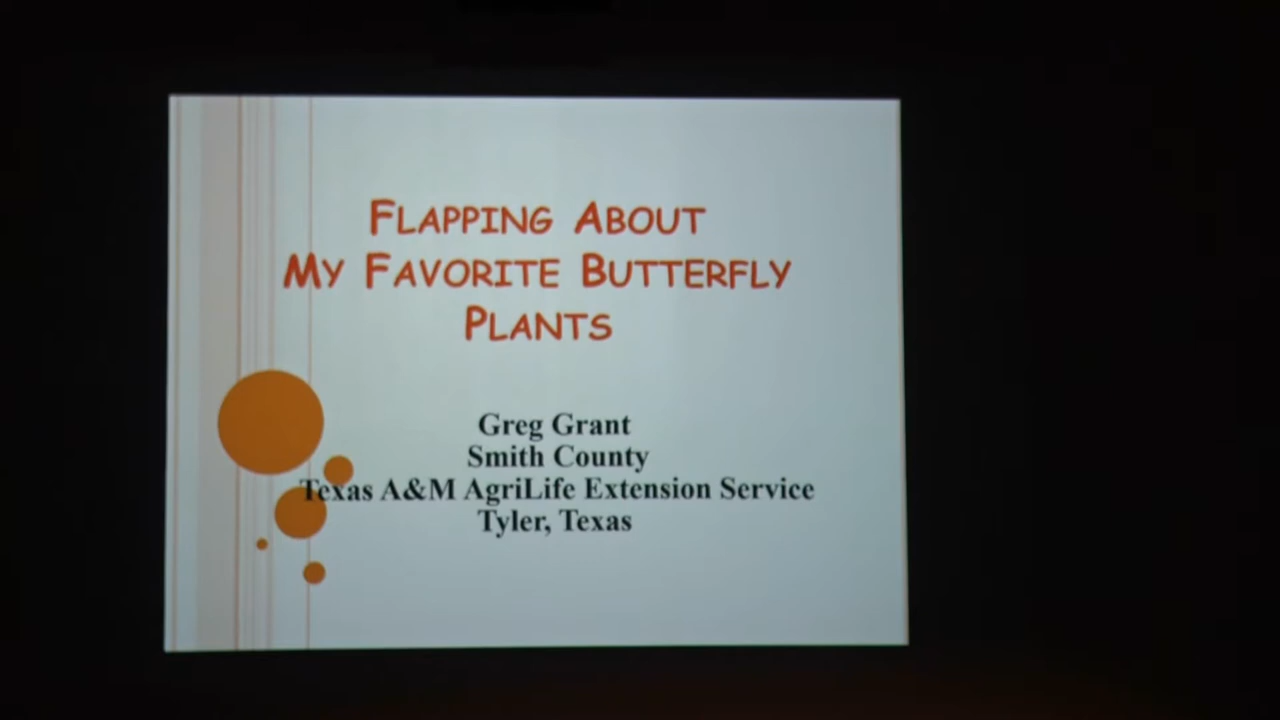 FLAPPING ABOUT
MY FAVORITE BUTTERFLY
PLANTS
Greg Grant
Smith County
Texas A&M AgriLife Extension Service
Tyler, Texas